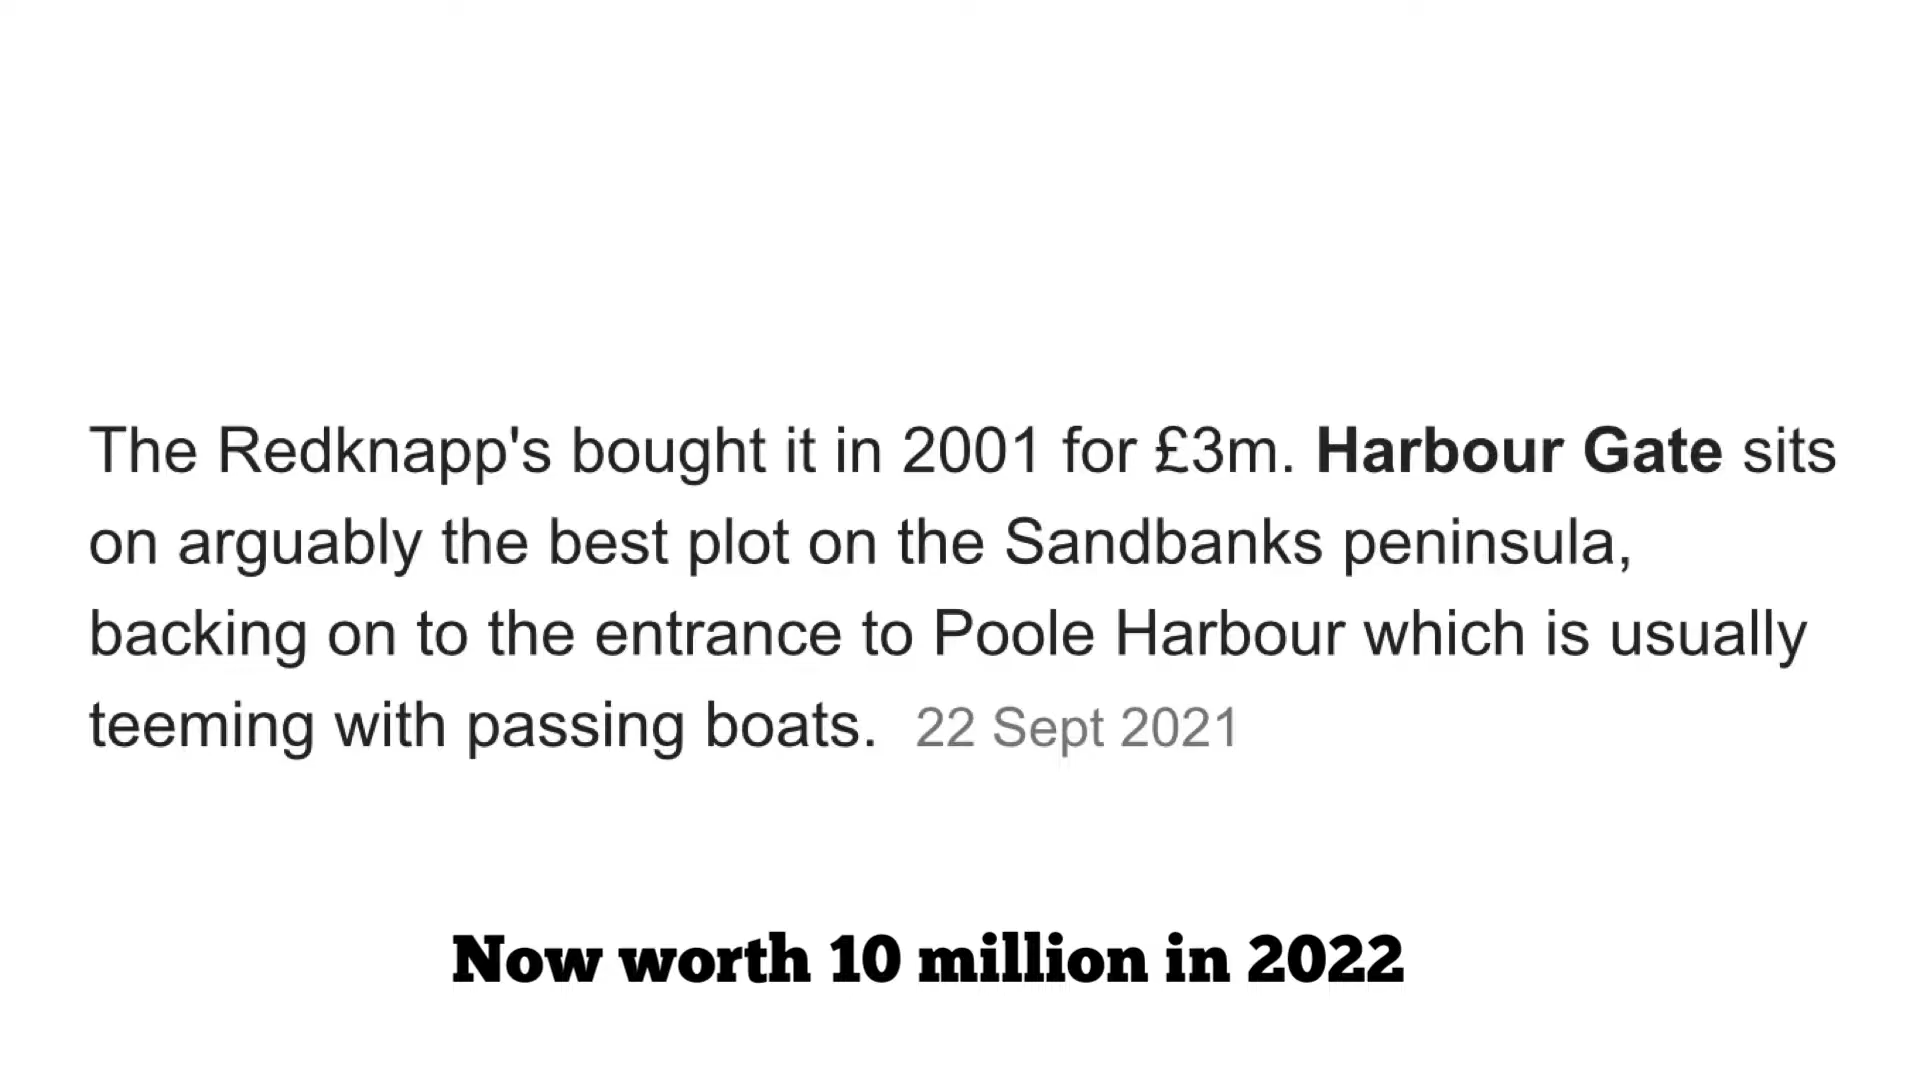 The Redknapp's bought it in 2001 for £3m. Harbour Gate sits
on arguably the best plot on the Sandbanks peninsula,
backing on to the entrance to Poole Harbour which is usually
teeming with passing boats. 22 Sept 2021
Now worth 10 million in 2022